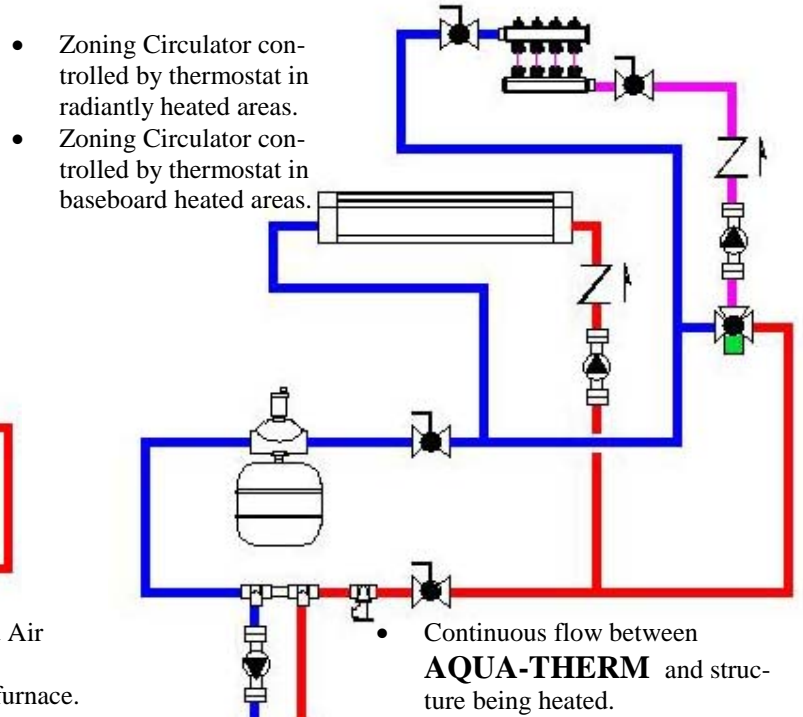 • Zoning Circulator con-
trolled by thermostat in
radiantly heated areas.
• Zoning Circulator con-
trolled by thermostat in
baseboard heated areas.
Air
furnace.
• Continuous flow between
AQUA-THERM and struc-
ture being heated.